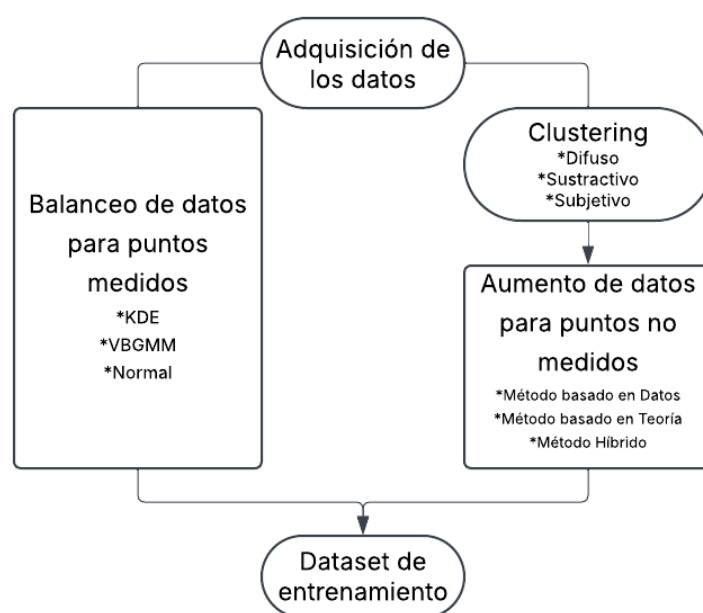 Adquisición de
los datos
Balanceo de datos
para puntos
medidos
*KDE
*VBGMM
*Normal
Clustering
*Difuso
*Sustractivo
*Subjetivo
Aumento de datos
para puntos no
medidos
*Método basado en Datos
*Método basado en Teoría
*Método Híbrido
Dataset de
entrenamiento